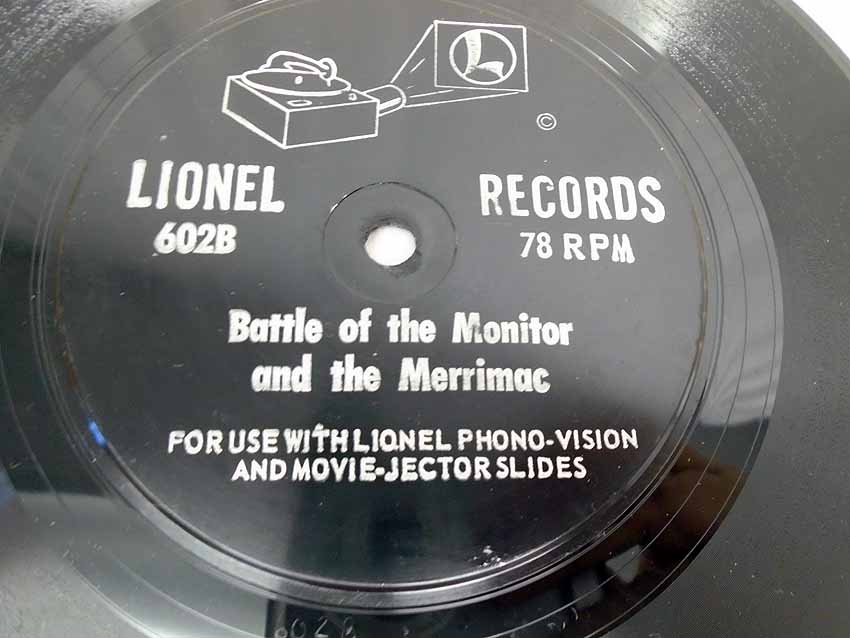 ©
LIONEL RECORDS
602B 78 RPM
Battle of the Monitor
and the Merrimac
FOR USE WITH LIONEL PHONO-VISION
AND MOVIE-JECTOR SLIDES